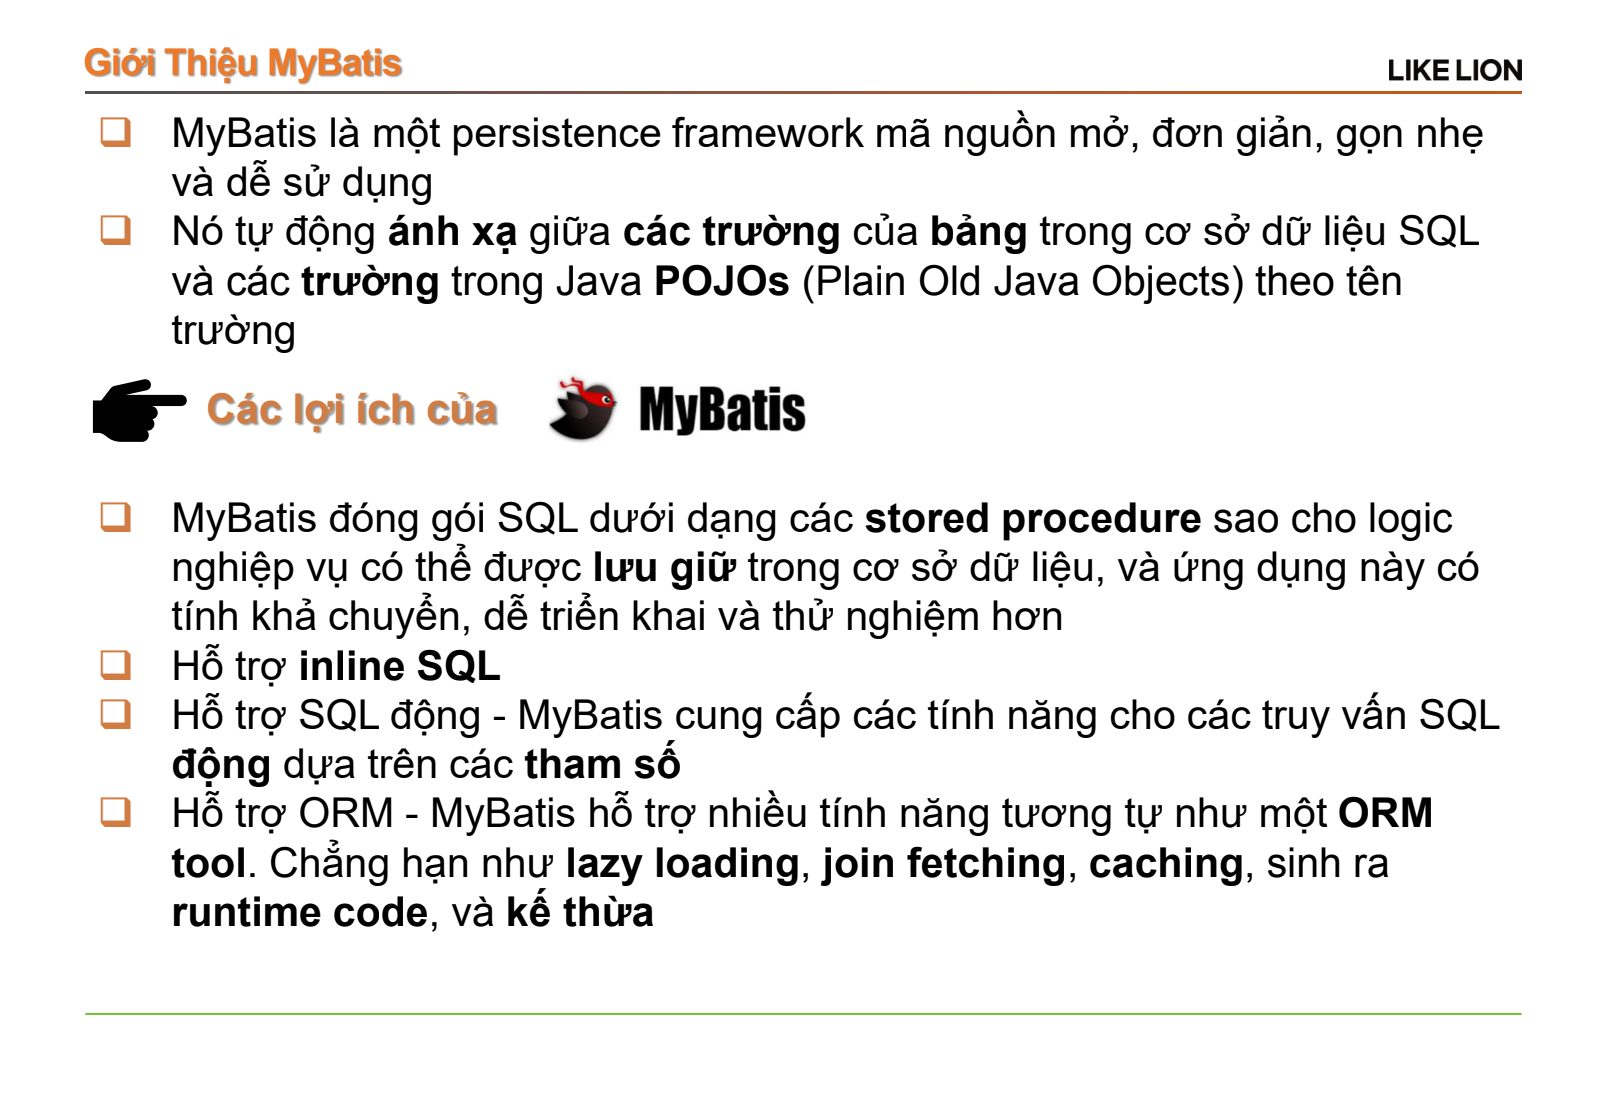 Giới Thiệu MyBatis
LIKE LION
MyBatis là một persistence framework mã nguồn mở, đơn giản, gọn nhẹ
và dễ sử dụng
Nó tự động ánh xạ giữa các trường của bảng trong cơ sở dữ liệu SQL
và các trường trong Java POJOs (Plain Old Java Objects) theo tên
trường
Các lợi ích của MyBatis
MyBatis đóng gói SQL dưới dạng các stored procedure sao cho logic
nghiệp vụ có thể được lưu giữ trong cơ sở dữ liệu, và ứng dụng này có
tính khả chuyển, dễ triển khai và thử nghiệm hơn
Hỗ trợ inline SQL
Hỗ trợ SQL động - MyBatis cung cấp các tính năng cho các truy vấn SQL
động dựa trên các tham số
Hỗ trợ ORM - MyBatis hỗ trợ nhiều tính năng tương tự như một ORM
tool. Chẳng hạn như lazy loading, join fetching, caching, sinh ra
runtime code, và kế thừa